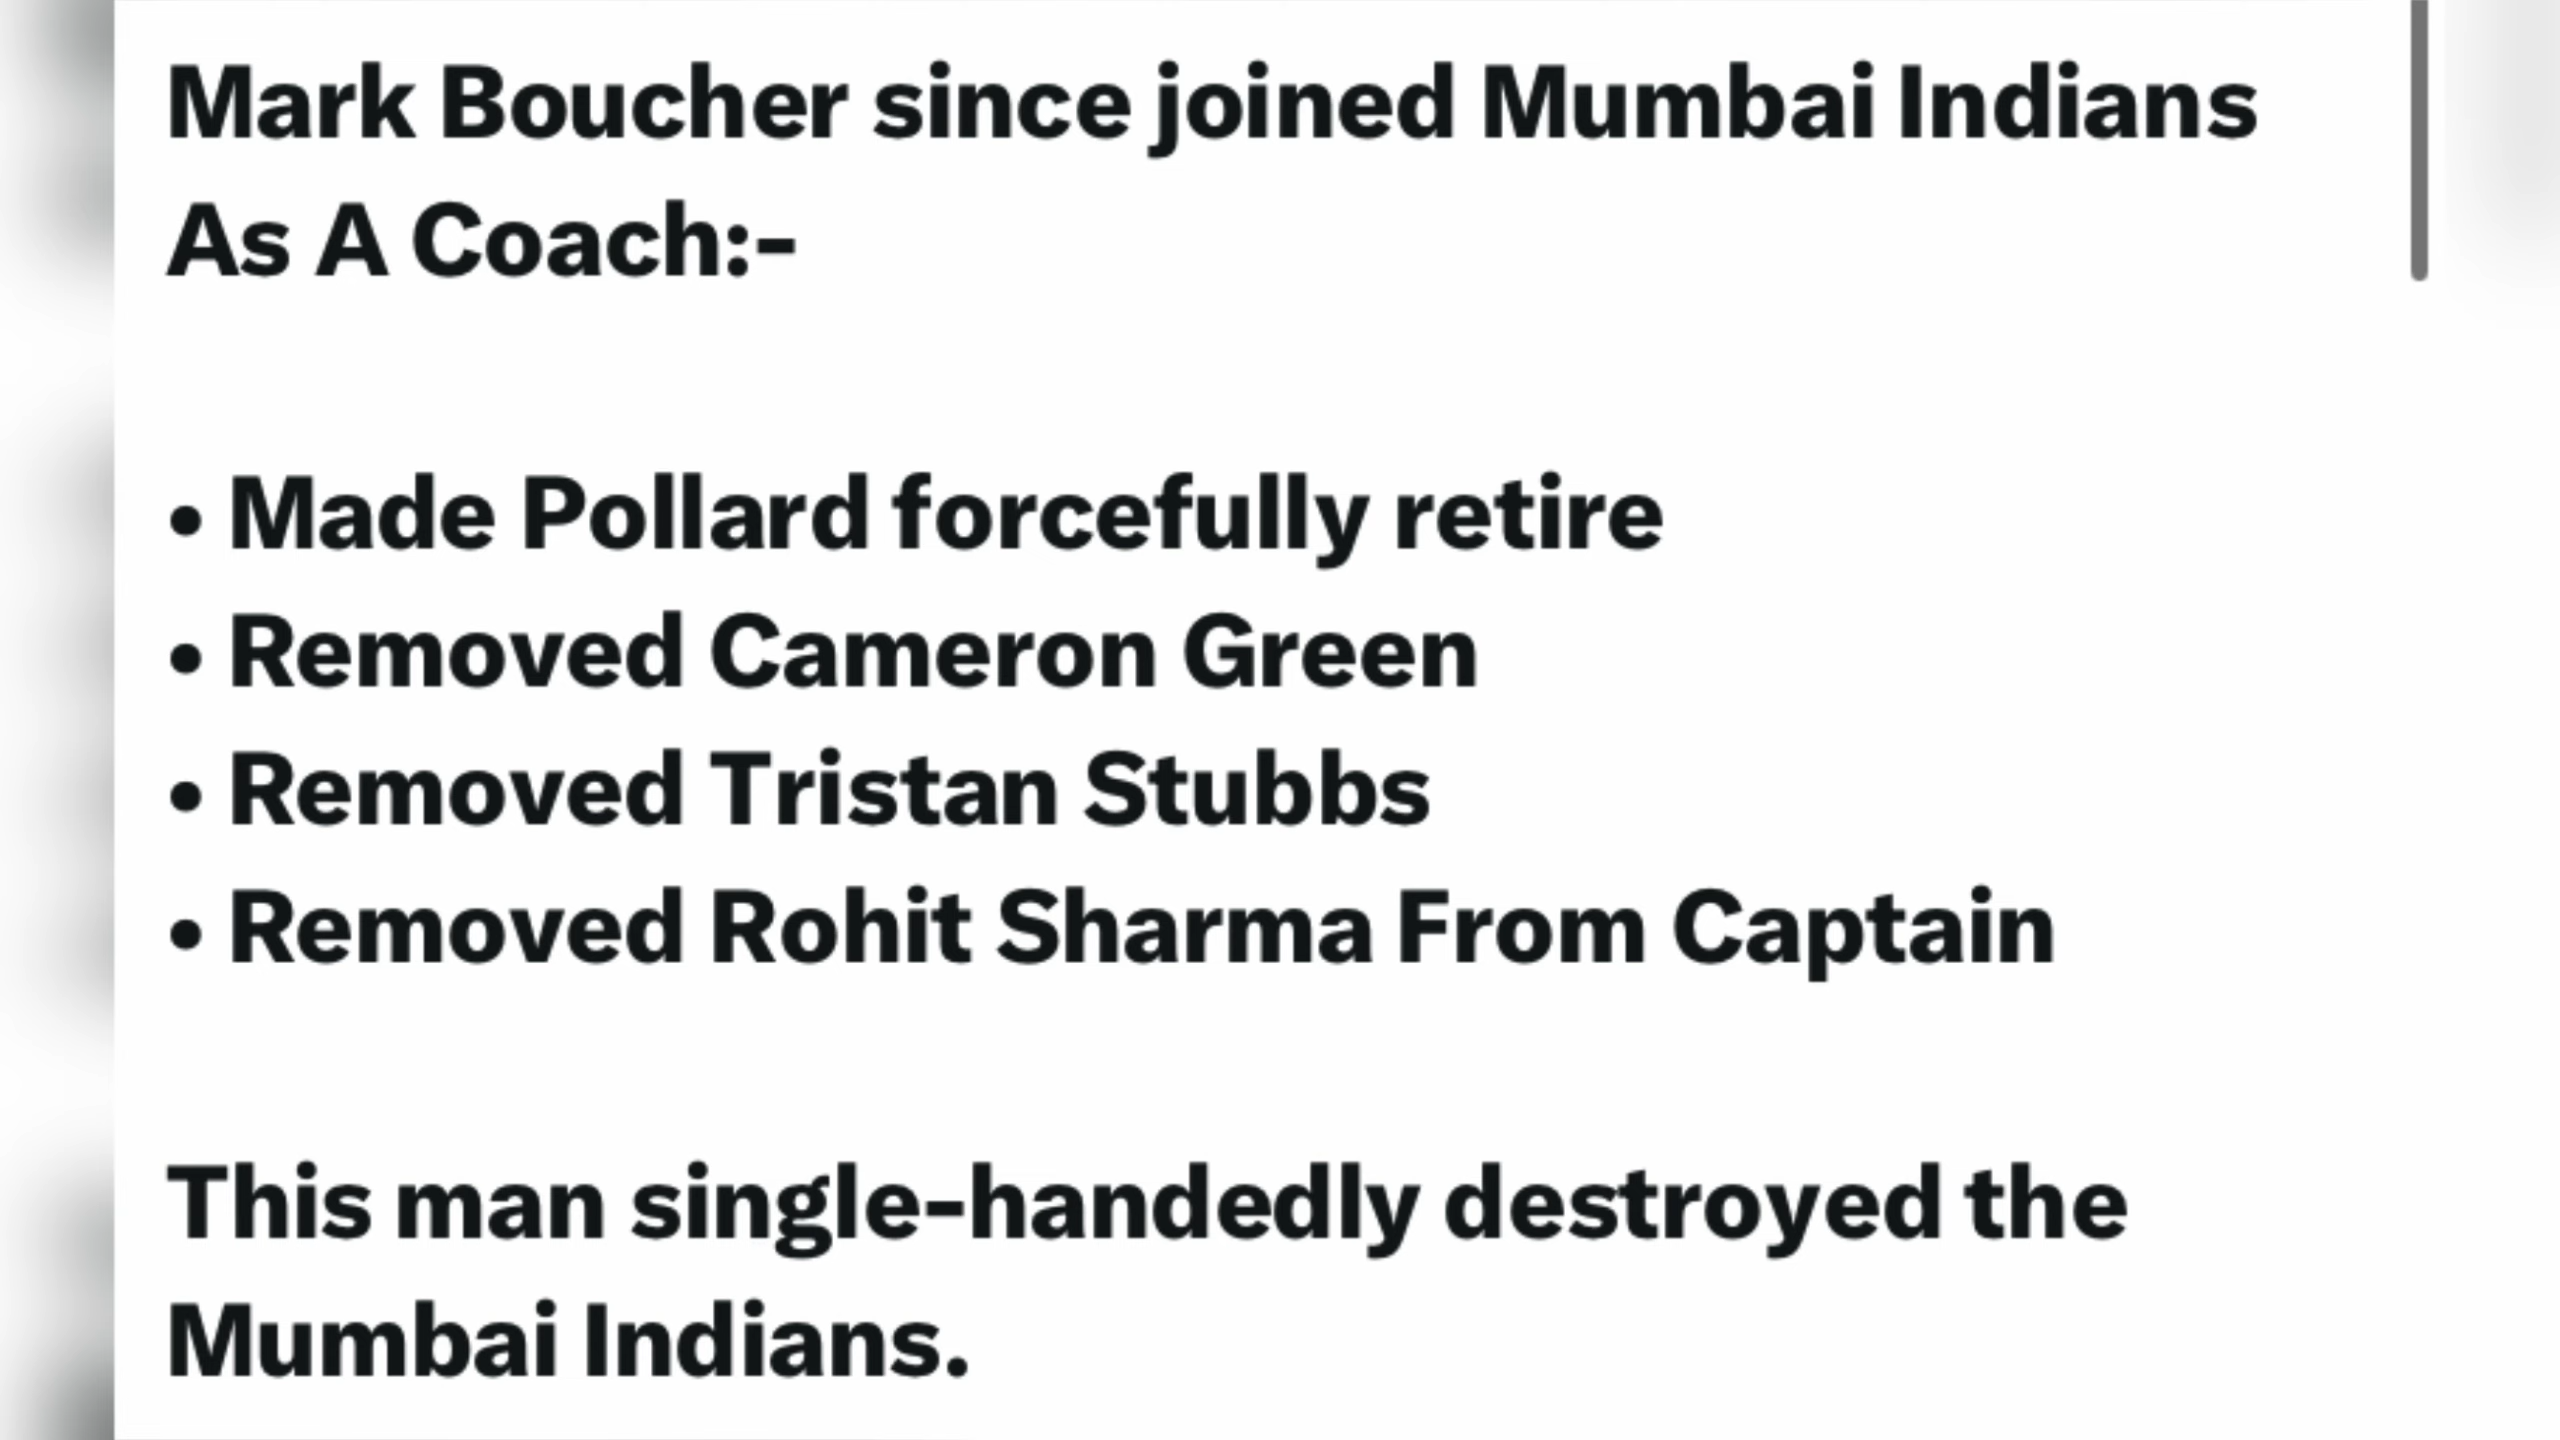 Mark Boucher since joined Mumbai Indians
As A Coach:-
• Made Pollard forcefully retire
• Removed Cameron Green
• Removed Tristan Stubbs
• Removed Rohit Sharma From Captain
This man single-handedly destroyed the
Mumbai Indians.